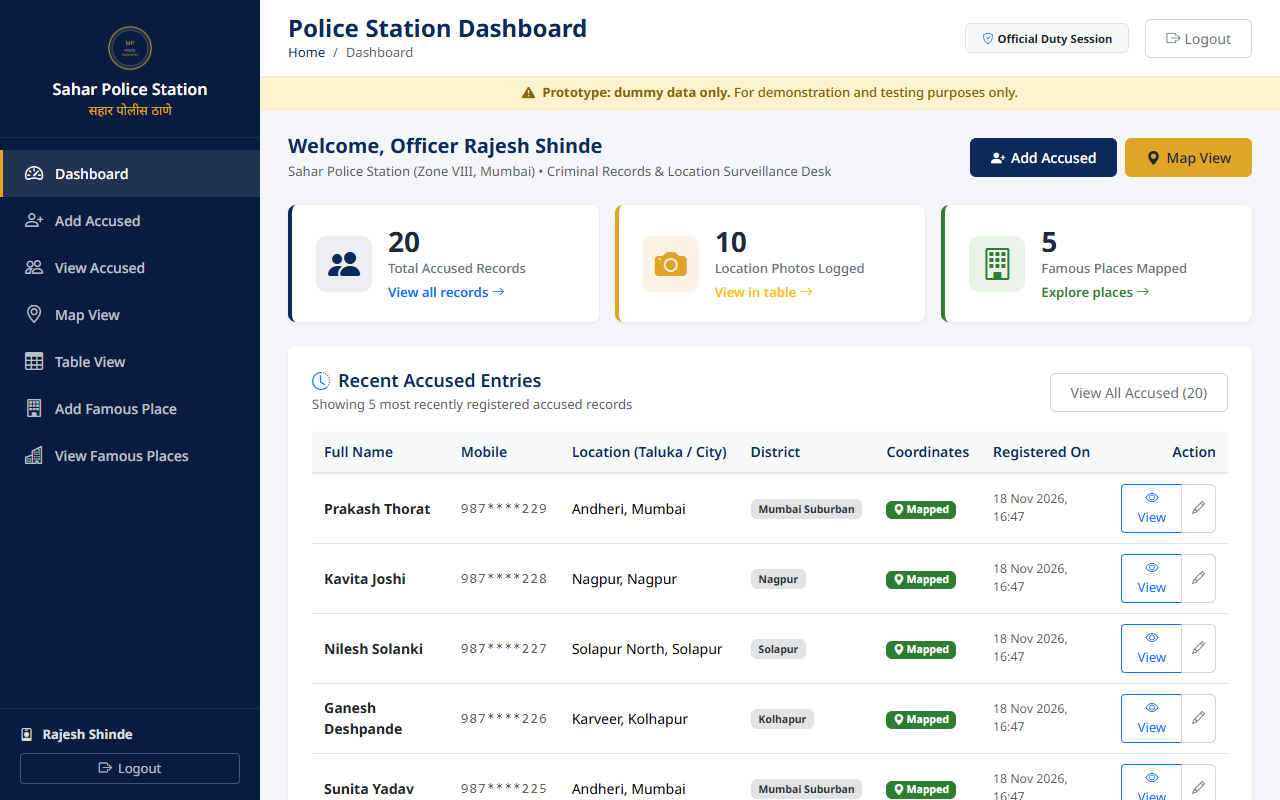 Sahar Police Station
सहार पोलीस ठाणे
Dashboard
Add Accused
View Accused
Map View
Table View
Add Famous Place
View Famous Places
Rajesh Shinde
Logout
Police Station Dashboard
Home / Dashboard
Official Duty Session
Logout
Prototype: dummy data only. For demonstration and testing purposes only.
Welcome, Officer Rajesh Shinde
Sahar Police Station (Zone VIII, Mumbai) • Criminal Records & Location Surveillance Desk
Add Accused
Map View
20
Total Accused Records
View all records →
10
Location Photos Logged
View in table →
5
Famous Places Mapped
Explore places →
Recent Accused Entries
Showing 5 most recently registered accused records
View All Accused (20)
Full Name Mobile Location (Taluka / City) District Coordinates Registered On Action
Prakash Thorat 987****229 Andheri, Mumbai Mumbai Suburban Mapped 18 Nov 2026, 16:47 View
Kavita Joshi 987****228 Nagpur, Nagpur Nagpur Mapped 18 Nov 2026, 16:47 View
Nilesh Solanki 987****227 Solapur North, Solapur Solapur Mapped 18 Nov 2026, 16:47 View
Ganesh Deshpande 987****226 Karveer, Kolhapur Kolhapur Mapped 18 Nov 2026, 16:47 View
Sunita Yadav 987****225 Andheri, Mumbai Mumbai Suburban Mapped 18 Nov 2026, 16:47 View